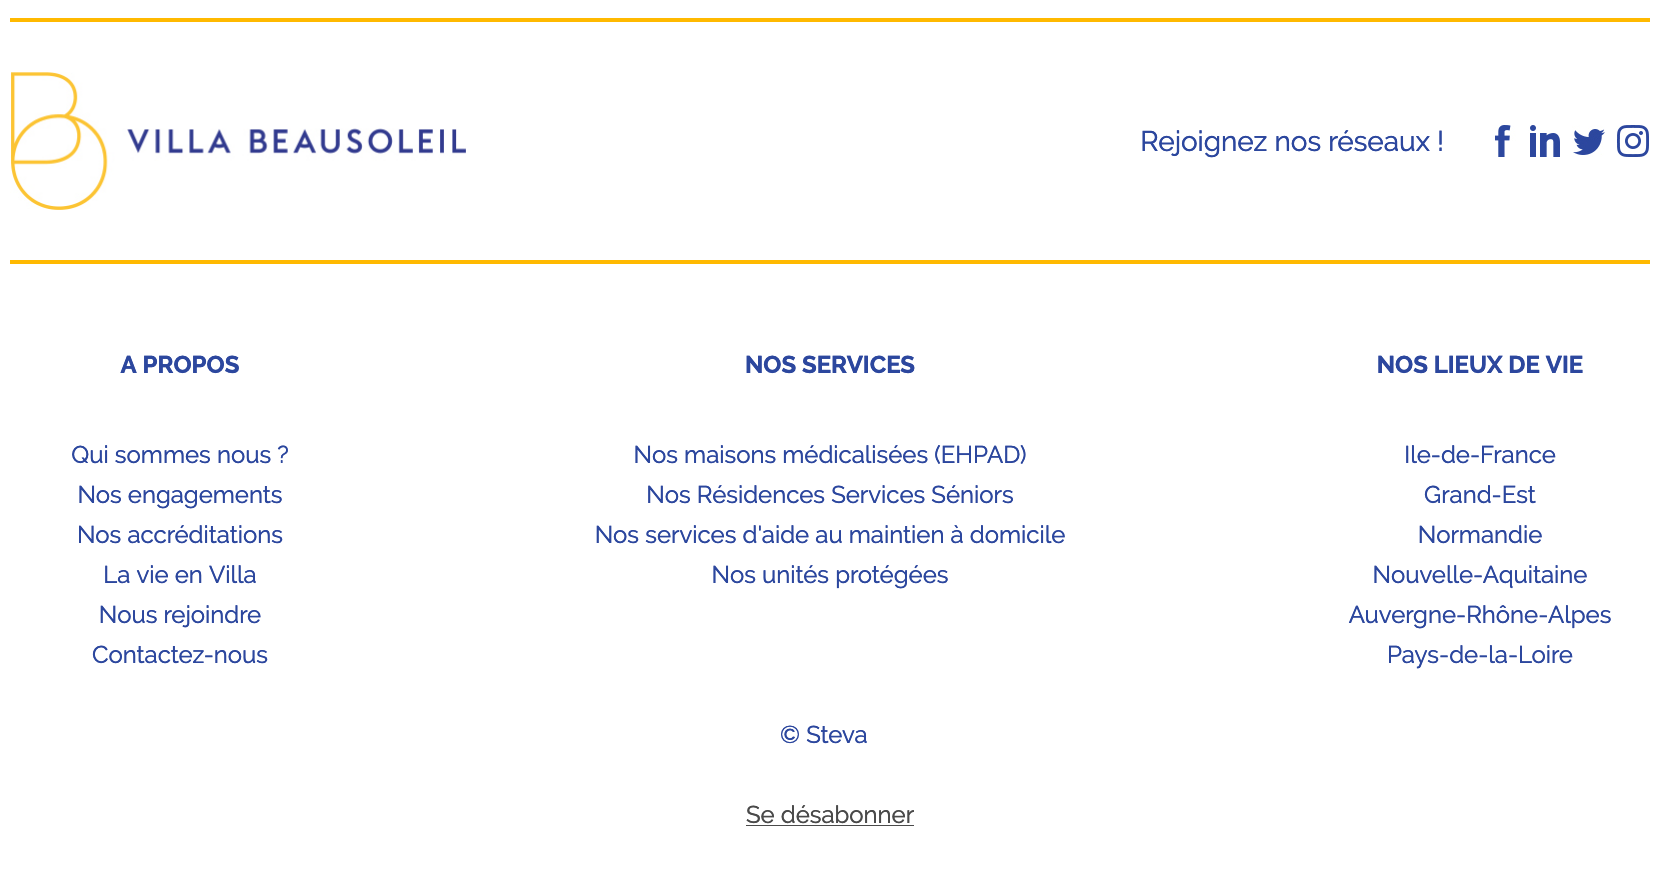 VILLA BEAUSOLEIL
Rejoignez nos réseaux !
A PROPOS
Qui sommes nous ?
Nos engagements
Nos accréditations
La vie en Villa
Nous rejoindre
Contactez-nous
NOS SERVICES
Nos maisons médicalisées (EHPAD)
Nos Résidences Services Séniors
Nos services d'aide au maintien à domicile
Nos unités protégées
NOS LIEUX DE VIE
Ile-de-France
Grand-Est
Normandie
Nouvelle-Aquitaine
Auvergne-Rhône-Alpes
Pays-de-la-Loire
© Steva
Se désabonner